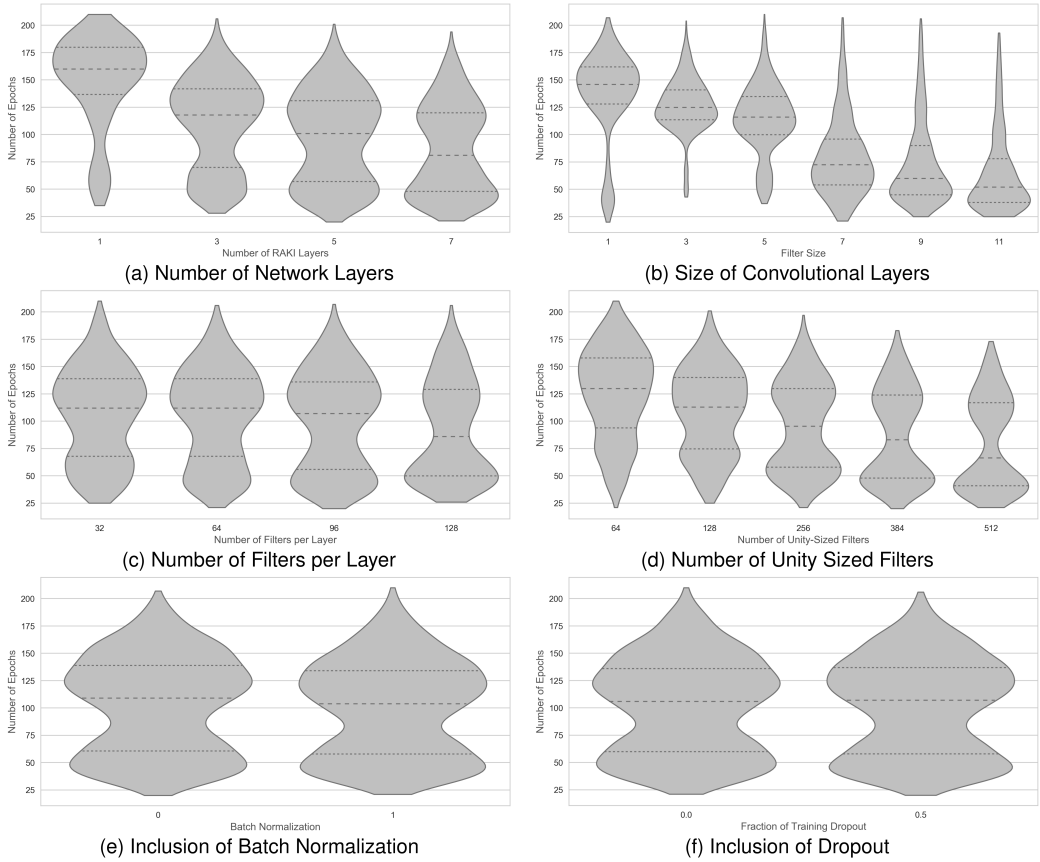 200
175
150
125
100
75
50
25
Number of Epochs
1 3 5 7
Number of RAKI Layers
(a) Number of Network Layers
200
175
150
125
100
75
50
25
Number of Epochs
1 3 5 7 9 11
Filter Size
(b) Size of Convolutional Layers
200
175
150
125
100
75
50
25
Number of Epochs
32 64 96 128
Number of Filters per Layer
(c) Number of Filters per Layer
200
175
150
125
100
75
50
25
Number of Epochs
64 128 256 384 512
Number of Unity-Sized Filters
(d) Number of Unity Sized Filters
200
175
150
125
100
75
50
25
Number of Epochs
0 1
Batch Normalization
(e) Inclusion of Batch Normalization
200
175
150
125
100
75
50
25
Number of Epochs
0.0 0.5
Fraction of Training Dropout
(f) Inclusion of Dropout